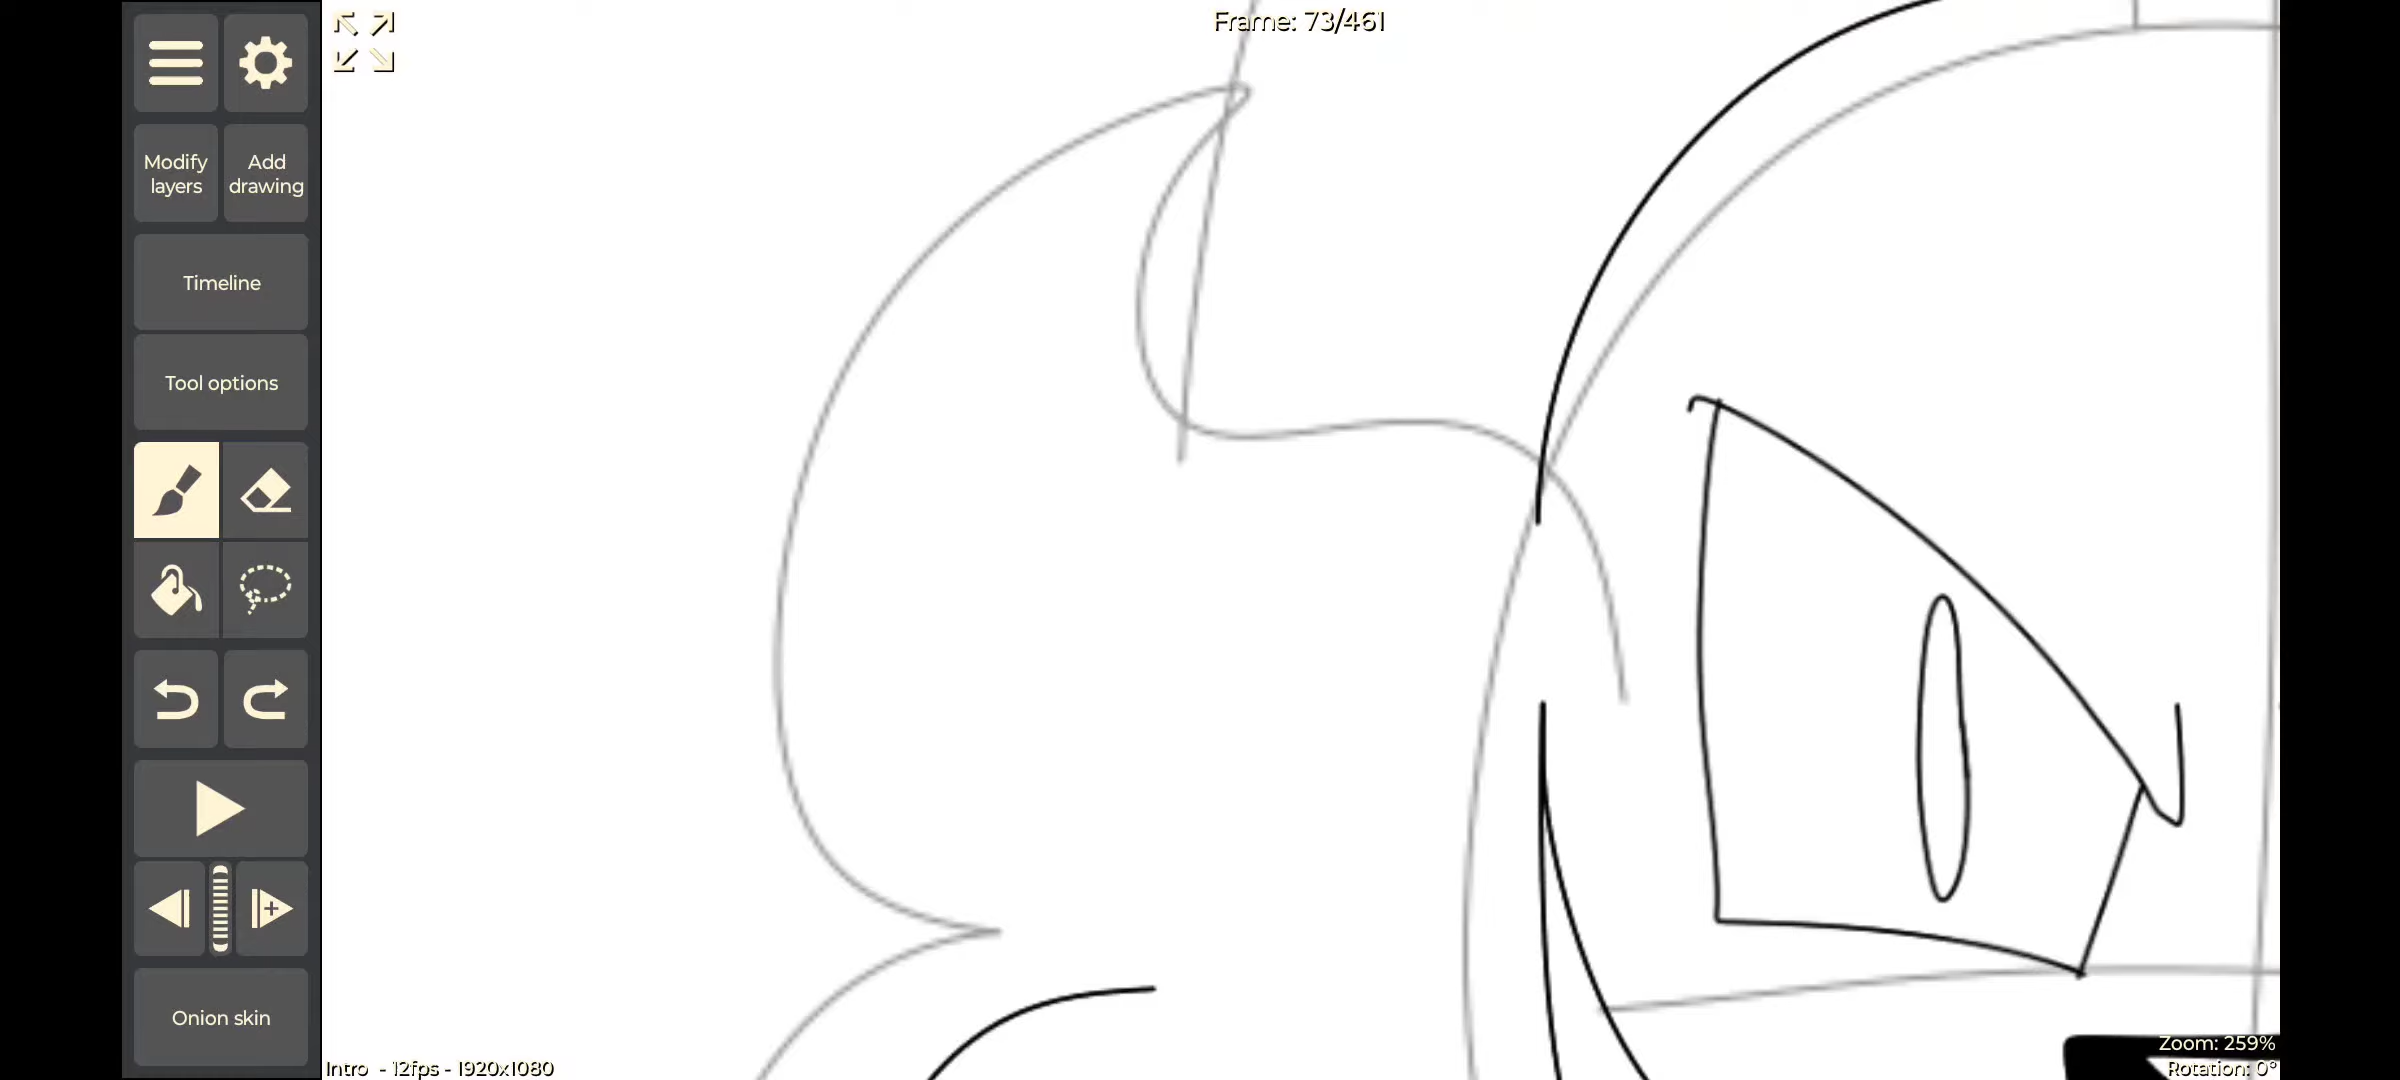 Frame: 73/461
Modify
layers
Add
drawing
Timeline
Tool options
Onion skin
Intro - 12fps - 1920x1080
Zoom: 259%
Rotation: 0°